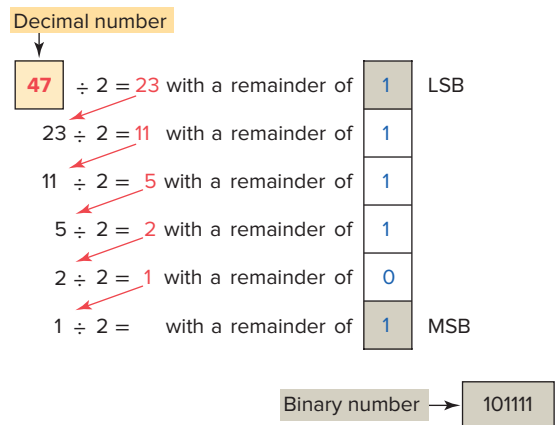 Decimal number
47 ÷ 2 = 23 with a remainder of 1 LSB
23 ÷ 2 = 11 with a remainder of 1
11 ÷ 2 = 5 with a remainder of 1
5 ÷ 2 = 2 with a remainder of 1
2 ÷ 2 = 1 with a remainder of 0
1 ÷ 2 = with a remainder of 1 MSB
Binary number 101111